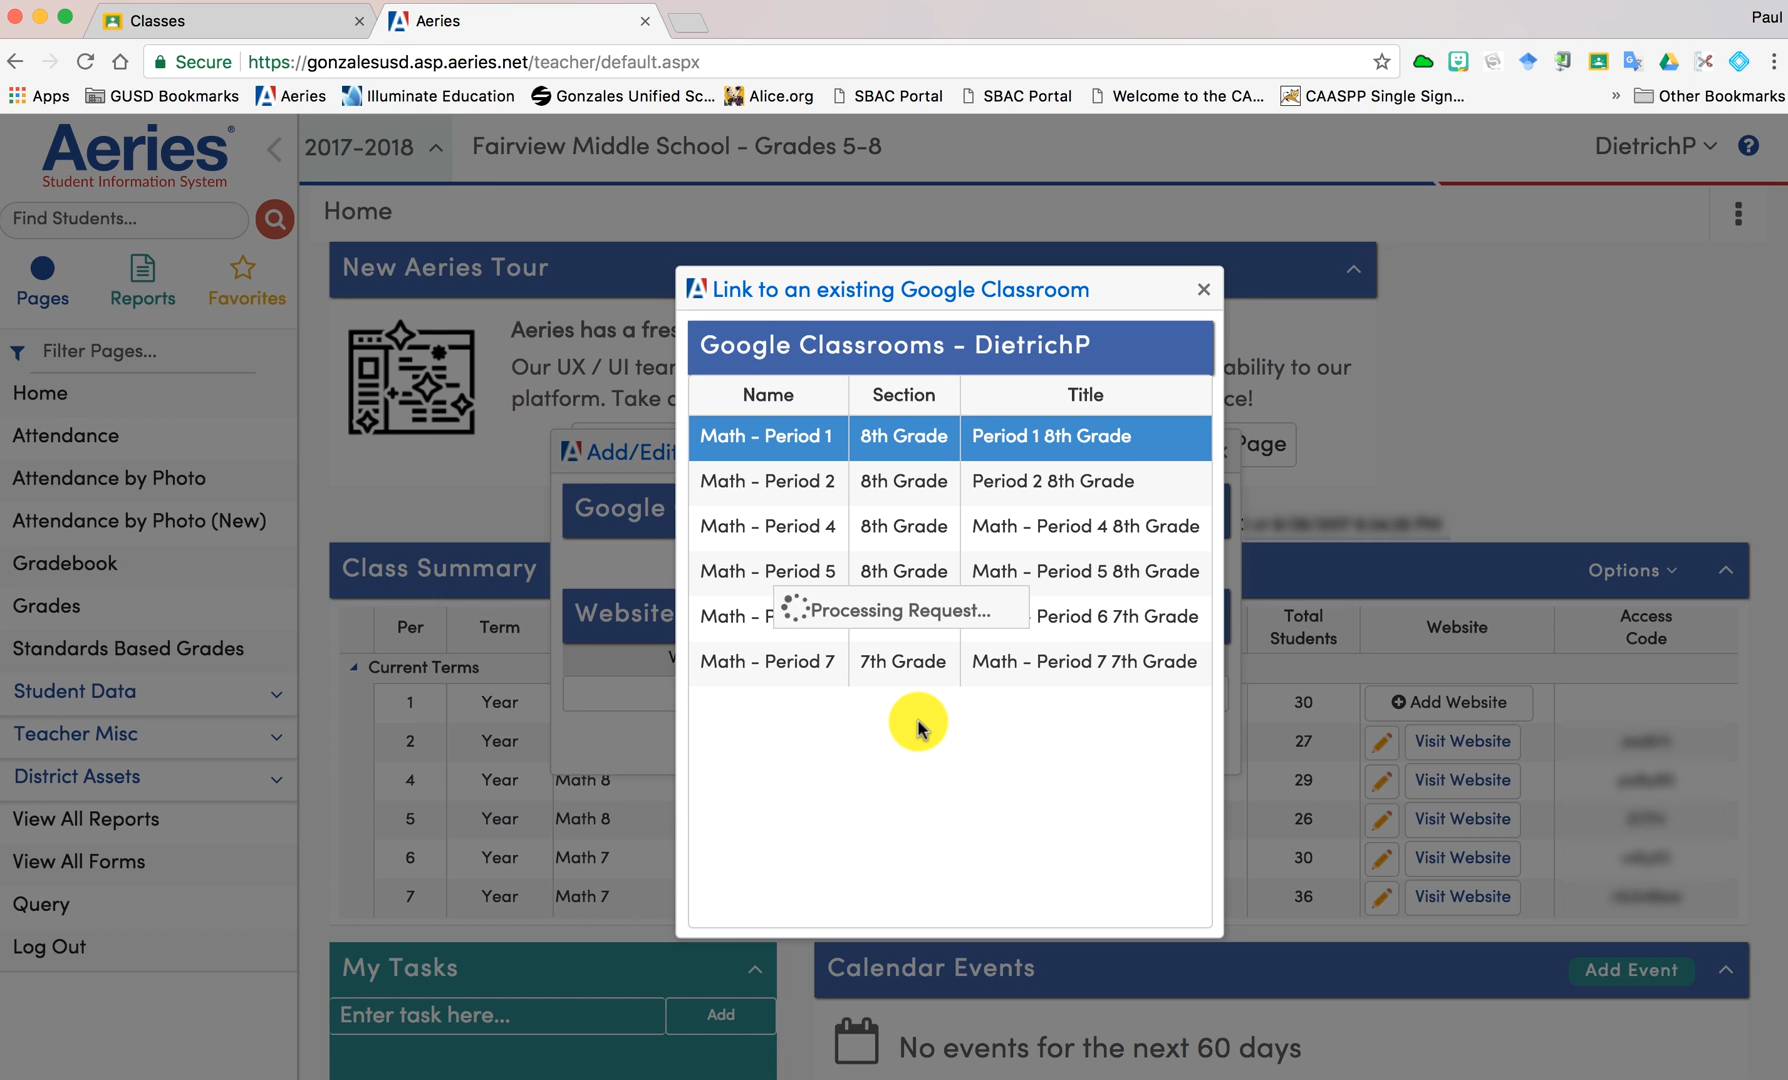 Classes
Aeries
Paul
Secure
https://gonzalesusd.asp.aeries.net/teacher/default.aspx
Apps
GUSD Bookmarks
Aeries
Illuminate Education
Gonzales Unified Sc...
Alice.org
SBAC Portal
SBAC Portal
Welcome to the CA...
CAASPP Single Sign...
»
Other Bookmarks
Aeries®
Student Information System
2017-2018
Fairview Middle School - Grades 5-8
DietrichP
Find Students...
Home
Pages
Reports
Favorites
Filter Pages...
Home
Attendance
Attendance by Photo
Attendance by Photo (New)
Gradebook
Grades
Standards Based Grades
Student Data
Teacher Misc
District Assets
View All Reports
View All Forms
Query
Log Out
New Aeries Tour
Aeries has a
Our UX / UI
ability to our
platform. Take
Page
Add/Edit
Google
Website
Link to an existing Google Classroom
Google Classrooms - DietrichP
Name Section Title
Math - Period 1 8th Grade Period 1 8th Grade
Math - Period 2 8th Grade Period 2 8th Grade
Math - Period 4 8th Grade Math - Period 4 8th Grade
Math - Period 5 8th Grade Math - Period 5 8th Grade
Math - Period 6 7th Grade
Processing Request...
Math - Period 7 7th Grade Math - Period 7 7th Grade
Class Summary
Options
Per Term Total Students Website Access Code
Current Terms
1 Year 30 Add Website
2 Year 27 Visit Website
4 Year Math 8 29 Visit Website
5 Year Math 8 26 Visit Website
6 Year Math 7 30 Visit Website
7 Year Math 7 36 Visit Website
My Tasks
Enter task here...
Add
Calendar Events
Add Event
No events for the next 60 days